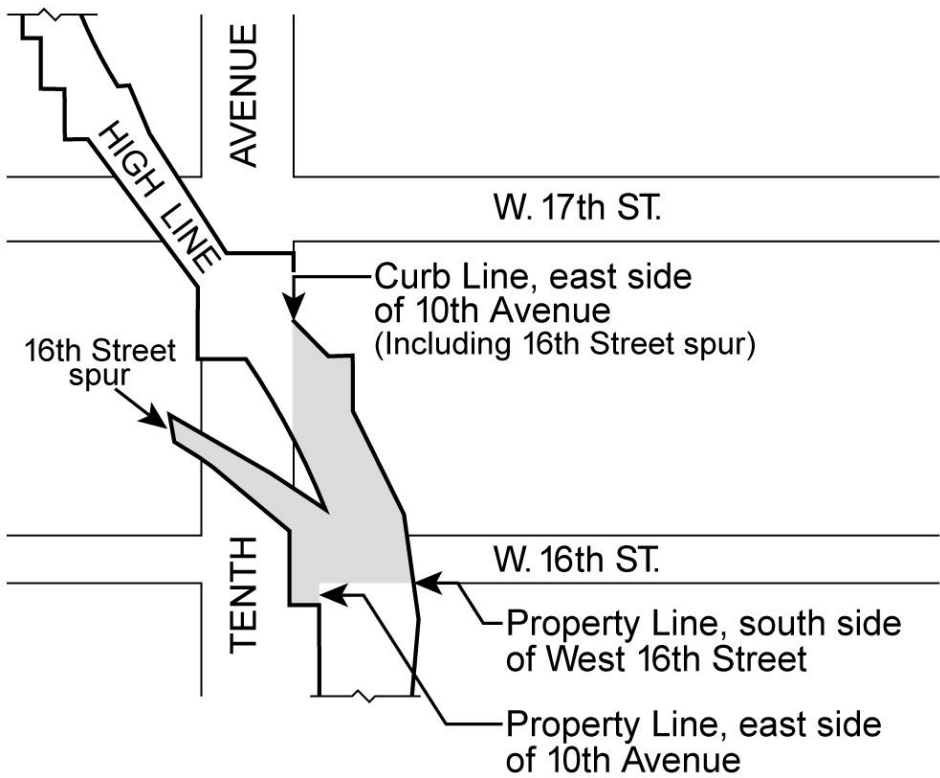 AVENUE
HIGH LINE
W. 17th ST.
Curb Line, east side
of 10th Avenue
(Including 16th Street spur)
16th Street
spur
TENTH
W. 16th ST.
Property Line, south side
of West 16th Street
Property Line, east side
of 10th Avenue